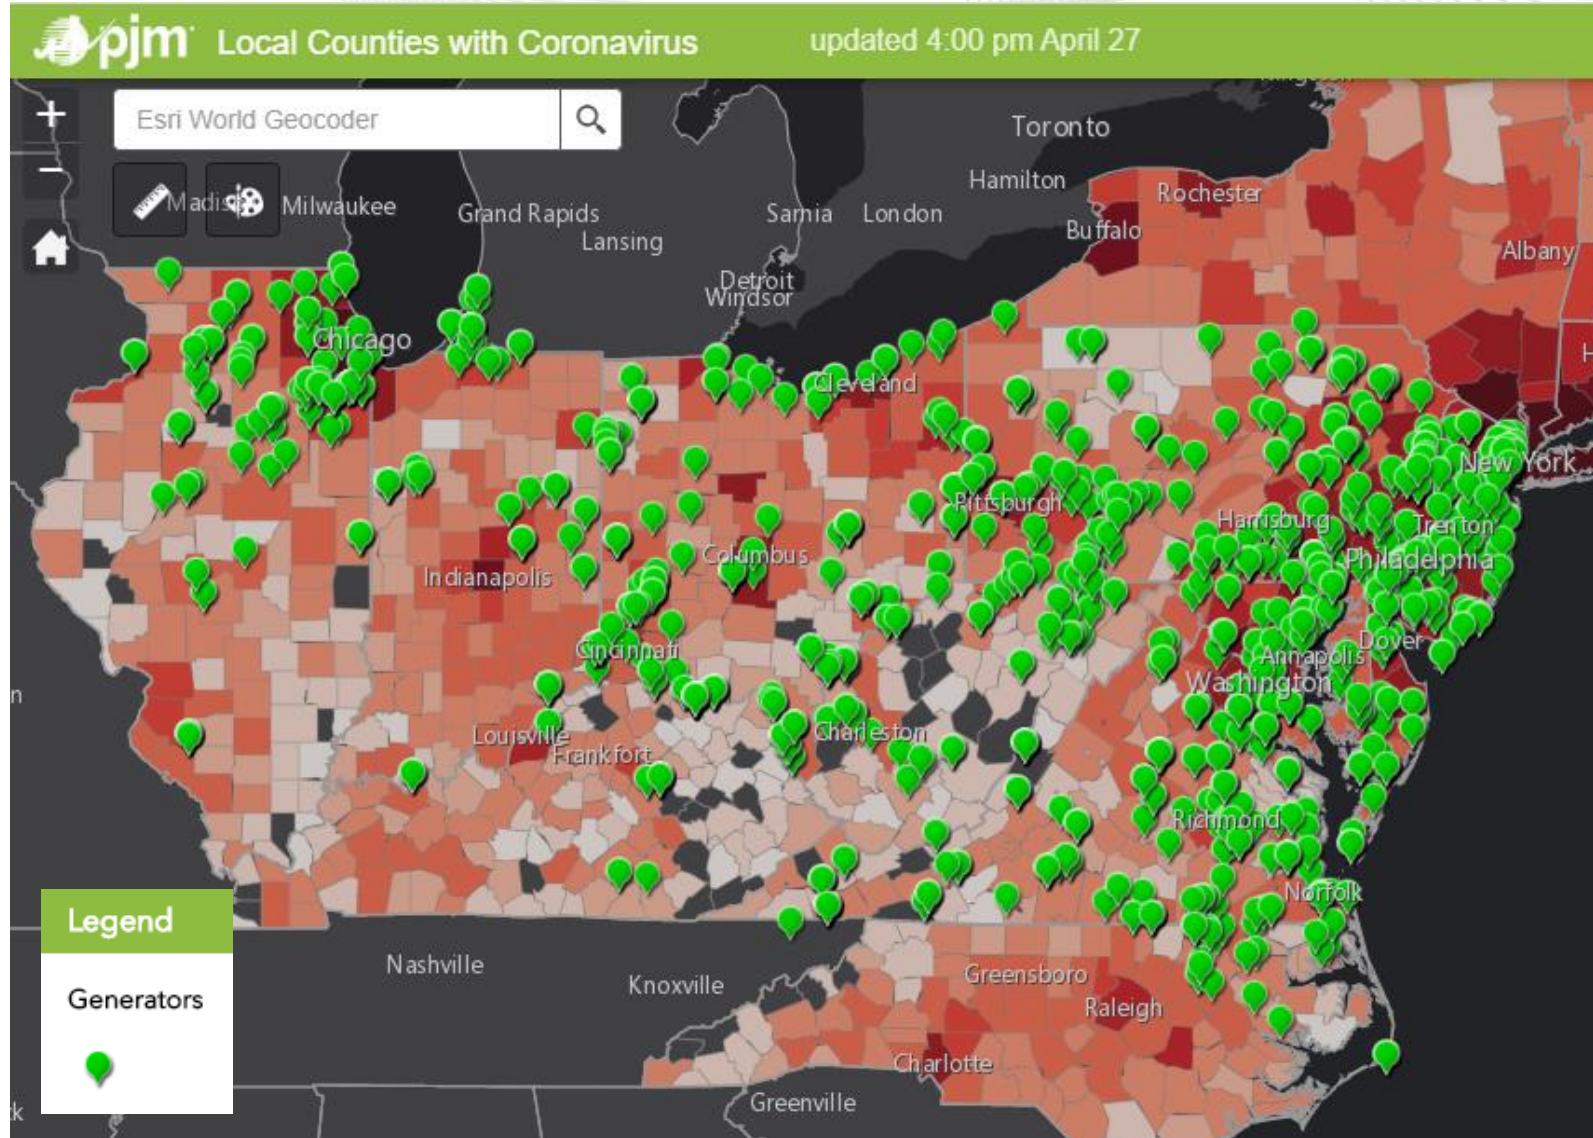 pjm Local Counties with Coronavirus updated 4:00 pm April 27
+
Esri World Geocoder
−
Toronto
Hamilton
Rochester
Milwaukee
Grand Rapids
Sarnia
London
Lansing
Buffalo
Albany
Detroit
Windsor
Chicago
Cleveland
New York
Pittsburgh
Harrisburg
Trenton
Columbus
Philadelphia
Indianapolis
Cincinnati
Dover
Annapolis
Washington
Louisville
Charleston
Frankfort
Richmond
Norfolk
Legend
Nashville
Greensboro
Knoxville
Generators
Raleigh
Charlotte
Greenville